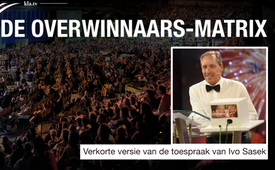 kla.tv
DE OVERWINNAARS-MATRIX
Verkorte versie van de toespraak van Ivo Sasek